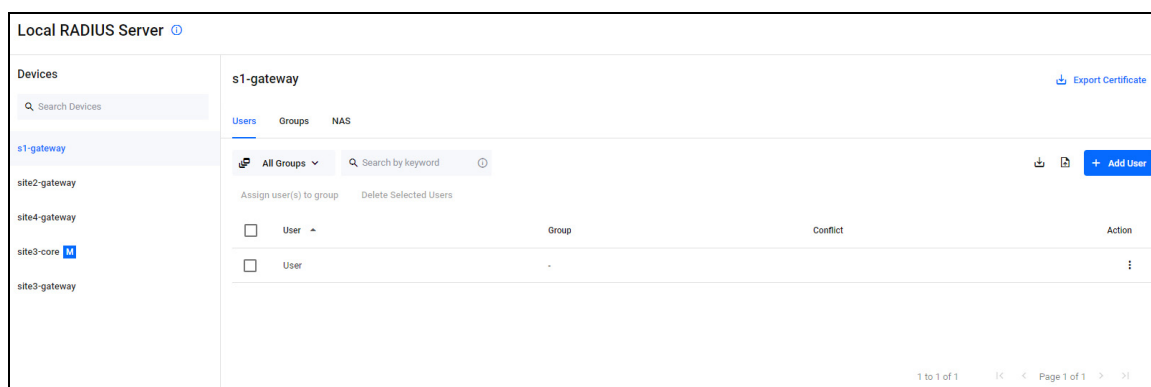 Local RADIUS Server
Devices
Search Devices
s1-gateway
site2-gateway
site4-gateway
site3-core M
site3-gateway
s1-gateway
Export Certificate
Users Groups NAS
All Groups Search by keyword
+ Add User
Assign user(s) to group Delete Selected Users
User Group Conflict Action
User -
1 to 1 of 1 Page 1 of 1